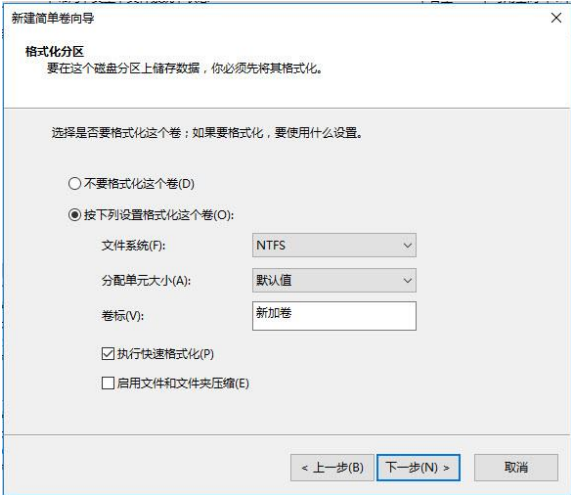 新建简单卷向导
格式化分区
要在这个磁盘分区上储存数据，你必须先将其格式化。
选择是否要格式化这个卷；如果要格式化，要使用什么设置。
不要格式化这个卷(D)
按下列设置格式化这个卷(O):
文件系统(F): NTFS
分配单元大小(A): 默认值
卷标(V): 新加卷
执行快速格式化(P)
启用文件和文件夹压缩(E)
< 上一步(B) 下一步(N) > 取消